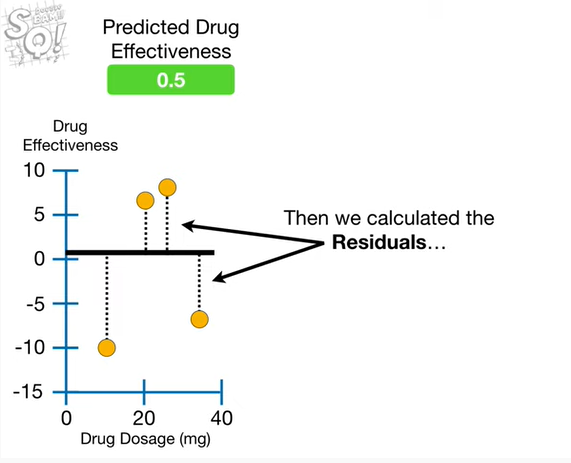 Predicted Drug
Effectiveness
0.5
Drug
Effectiveness
10
5
0
-5
-10
-15
0
20
40
Drug Dosage (mg)
Then we calculated the
Residuals…